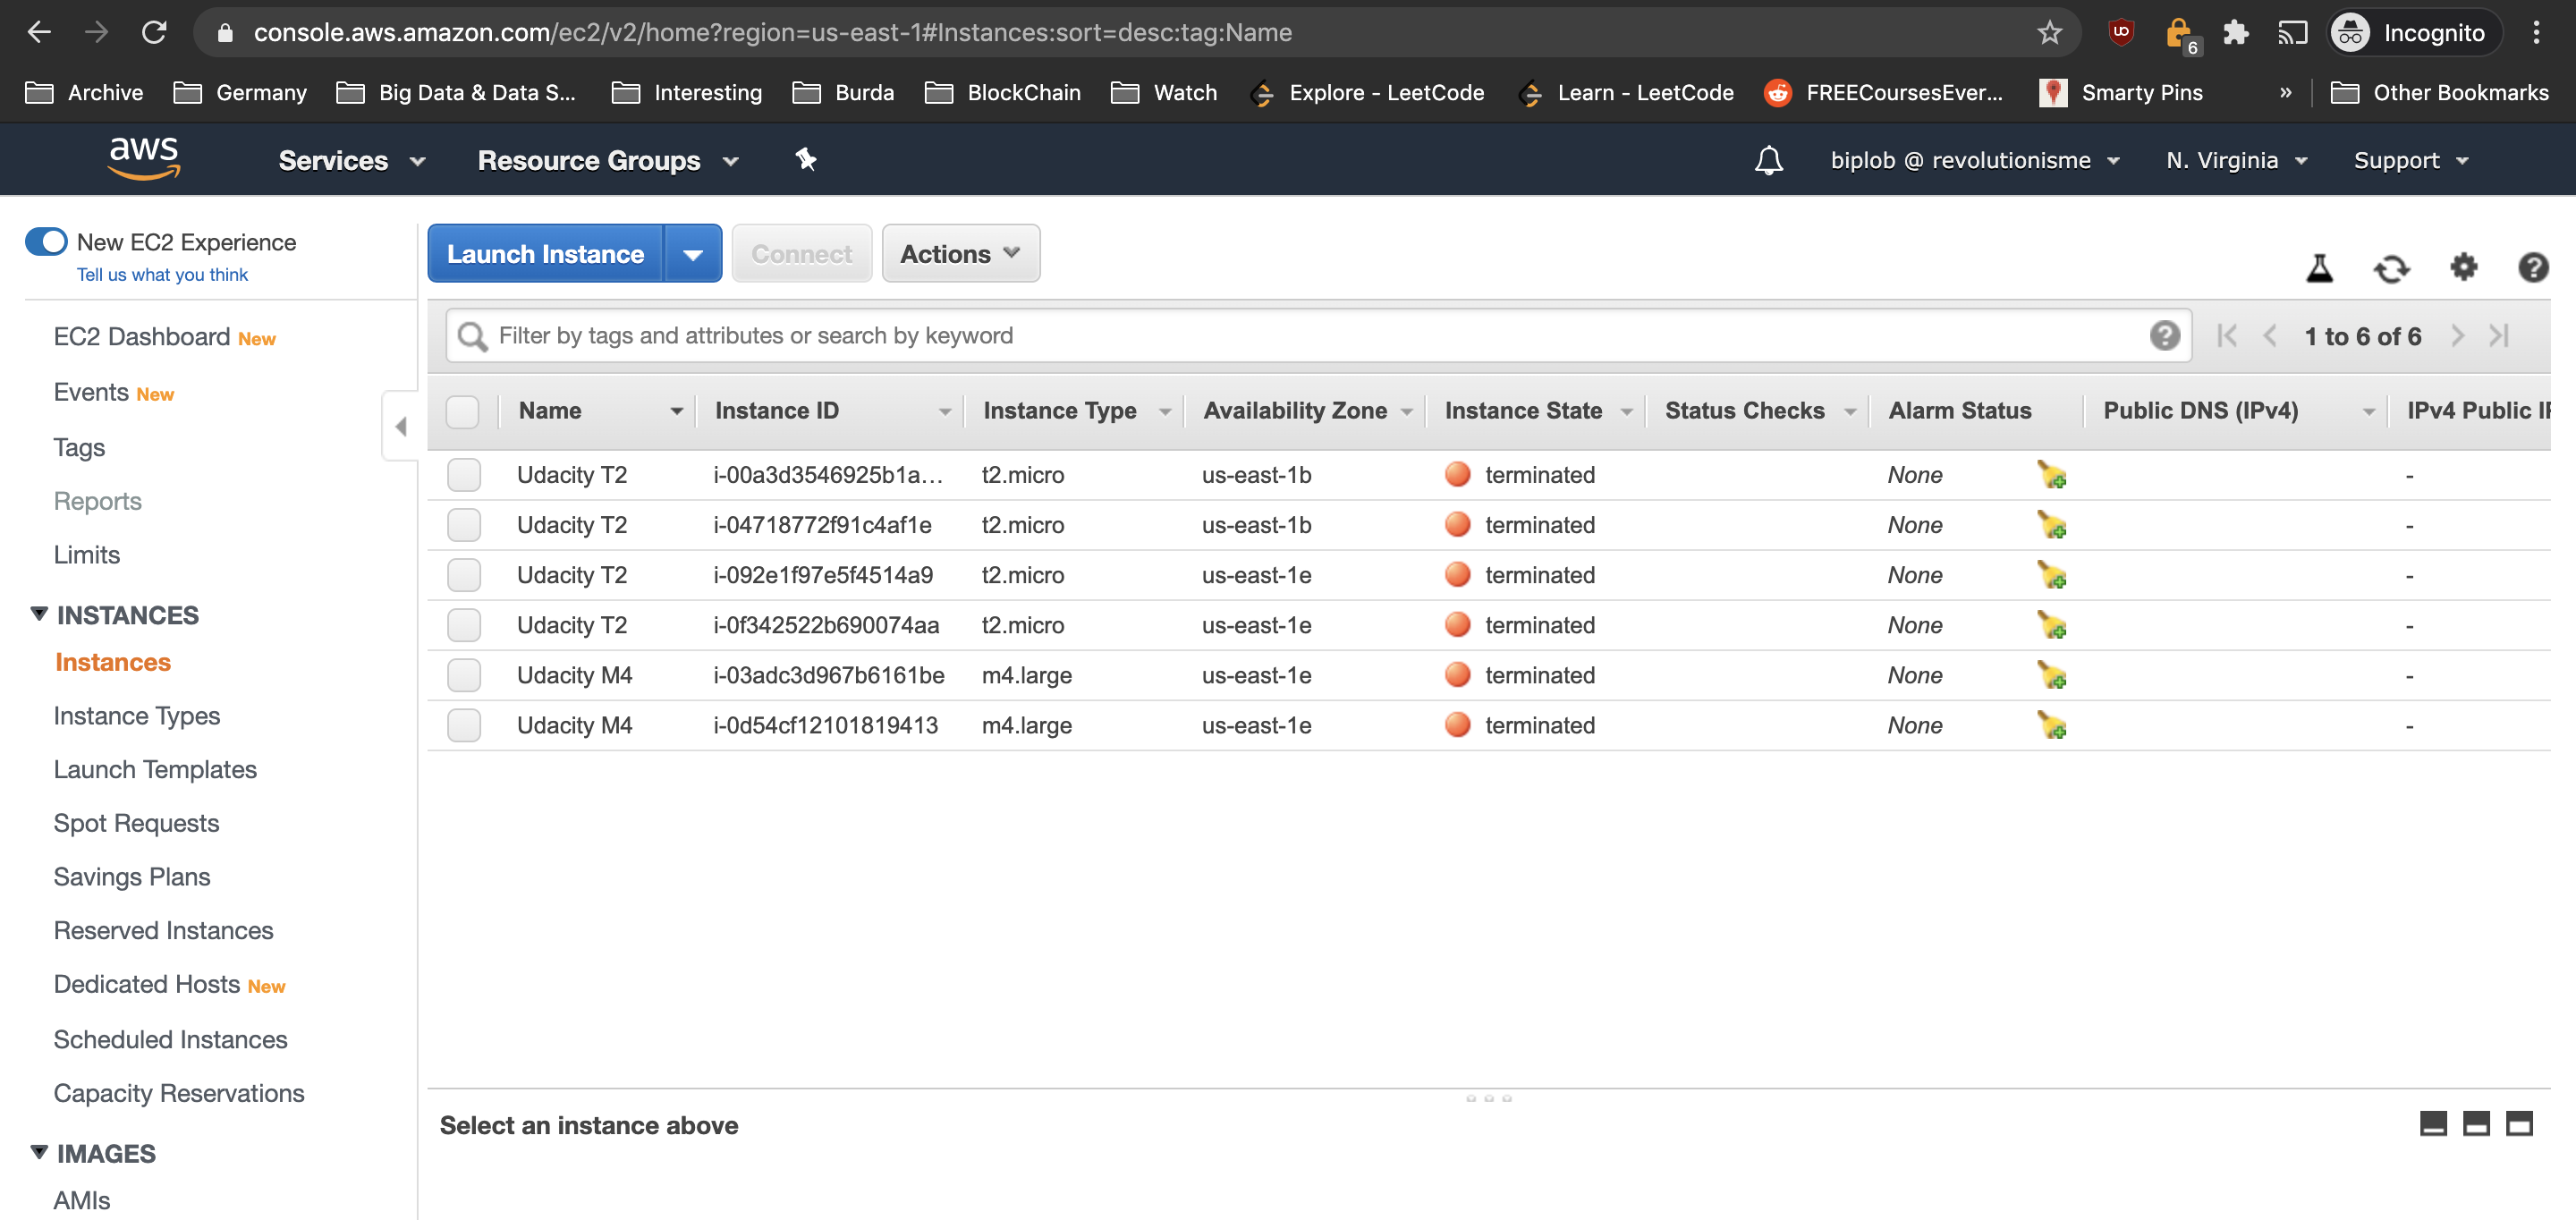 console.aws.amazon.com/ec2/v2/home?region=us-east-1#Instances:sort=desc:tag:Name
6
Incognito
Archive Germany Big Data & Data S... Interesting Burda BlockChain Watch Explore - LeetCode Learn - LeetCode FREECoursesEver... Smarty Pins » Other Bookmarks
aws Services Resource Groups biplob @ revolutionisme N. Virginia Support
New EC2 Experience
Tell us what you think
EC2 Dashboard New
Events New
Tags
Reports
Limits
INSTANCES
Instances
Instance Types
Launch Templates
Spot Requests
Savings Plans
Reserved Instances
Dedicated Hosts New
Scheduled Instances
Capacity Reservations
IMAGES
AMIs
Launch Instance Connect Actions
Filter by tags and attributes or search by keyword
1 to 6 of 6
Name Instance ID Instance Type Availability Zone Instance State Status Checks Alarm Status Public DNS (IPv4) IPv4 Public
Udacity T2 i-00a3d3546925b1a... t2.micro us-east-1b terminated None -
Udacity T2 i-04718772f91c4af1e t2.micro us-east-1b terminated None -
Udacity T2 i-092e1f97e5f4514a9 t2.micro us-east-1e terminated None -
Udacity T2 i-0f342522b690074aa t2.micro us-east-1e terminated None -
Udacity M4 i-03adc3d967b6161be m4.large us-east-1e terminated None -
Udacity M4 i-0d54cf12101819413 m4.large us-east-1e terminated None -
Select an instance above